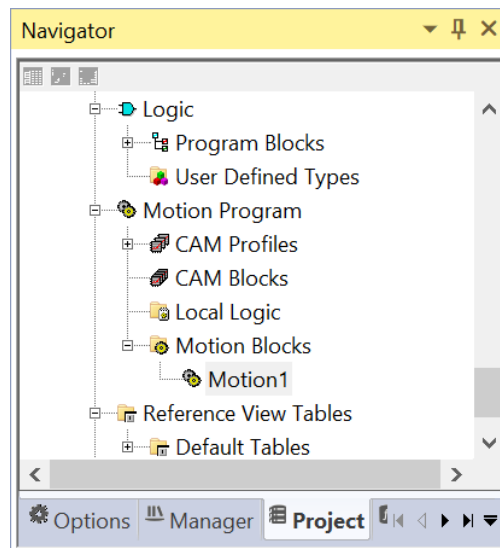 Navigator
Logic
Program Blocks
User Defined Types
Motion Program
CAM Profiles
CAM Blocks
Local Logic
Motion Blocks
Motion1
Reference View Tables
Default Tables
Options Manager Project